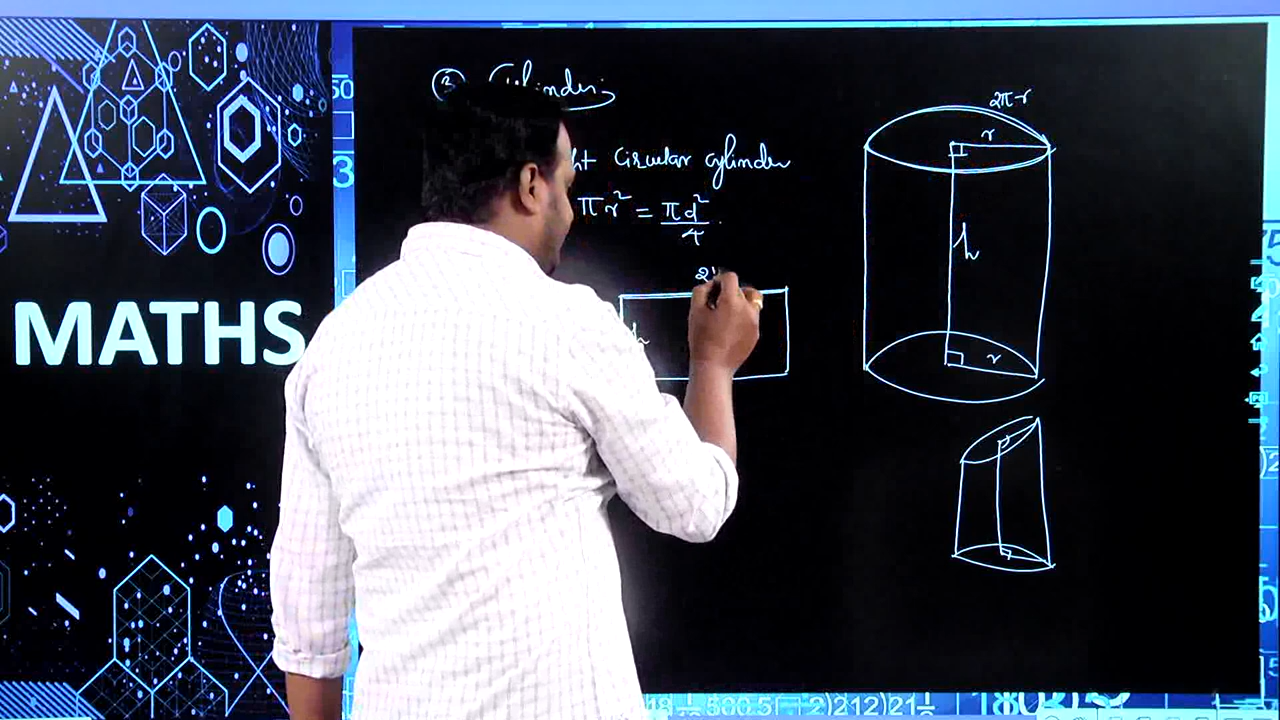 MATHS
③ Cylinder:
circular cylinder
πr² = πd²/4.
h
2πr
r
h
r